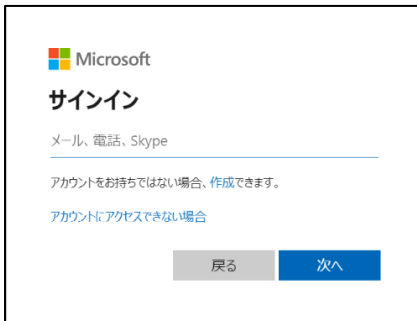 Microsoft
サインイン
メール、電話、Skype
アカウントをお持ちではない場合、作成できます。
アカウントにアクセスできない場合
戻る
次へ